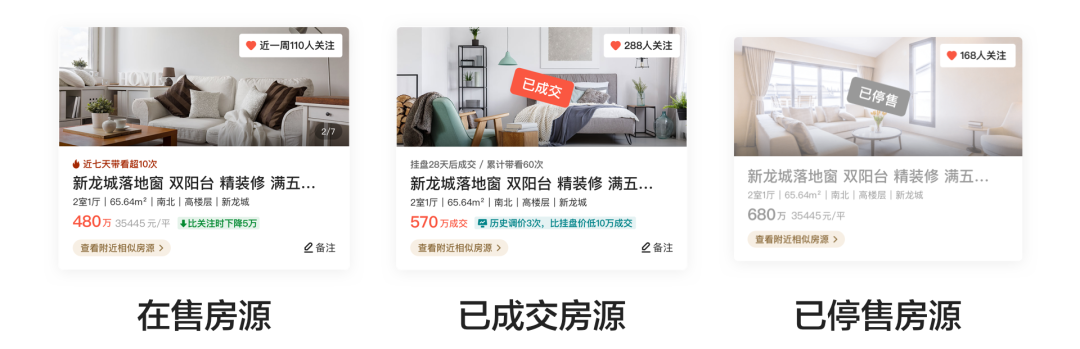 近一周110人关注
HOME
2/7
近七天带看超10次
新龙城落地窗 双阳台 精装修 满五...
2室1厅｜65.64m²｜南北｜高楼层｜新龙城
480万 35445元/平 比关注时下降5万
查看附近相似房源 >
备注
在售房源
288人关注
已成交
挂盘28天后成交 / 累计带看60次
新龙城落地窗 双阳台 精装修 满五...
2室1厅｜65.64m²｜南北｜高楼层｜新龙城
570万成交 历史调价3次，比挂盘价低10万成交
查看附近相似房源 >
备注
已成交房源
168人关注
已停售
新龙城落地窗 双阳台 精装修 满五...
2室1厅｜65.64m²｜南北｜高楼层｜新龙城
680万 35445元/平
查看附近相似房源 >
已停售房源